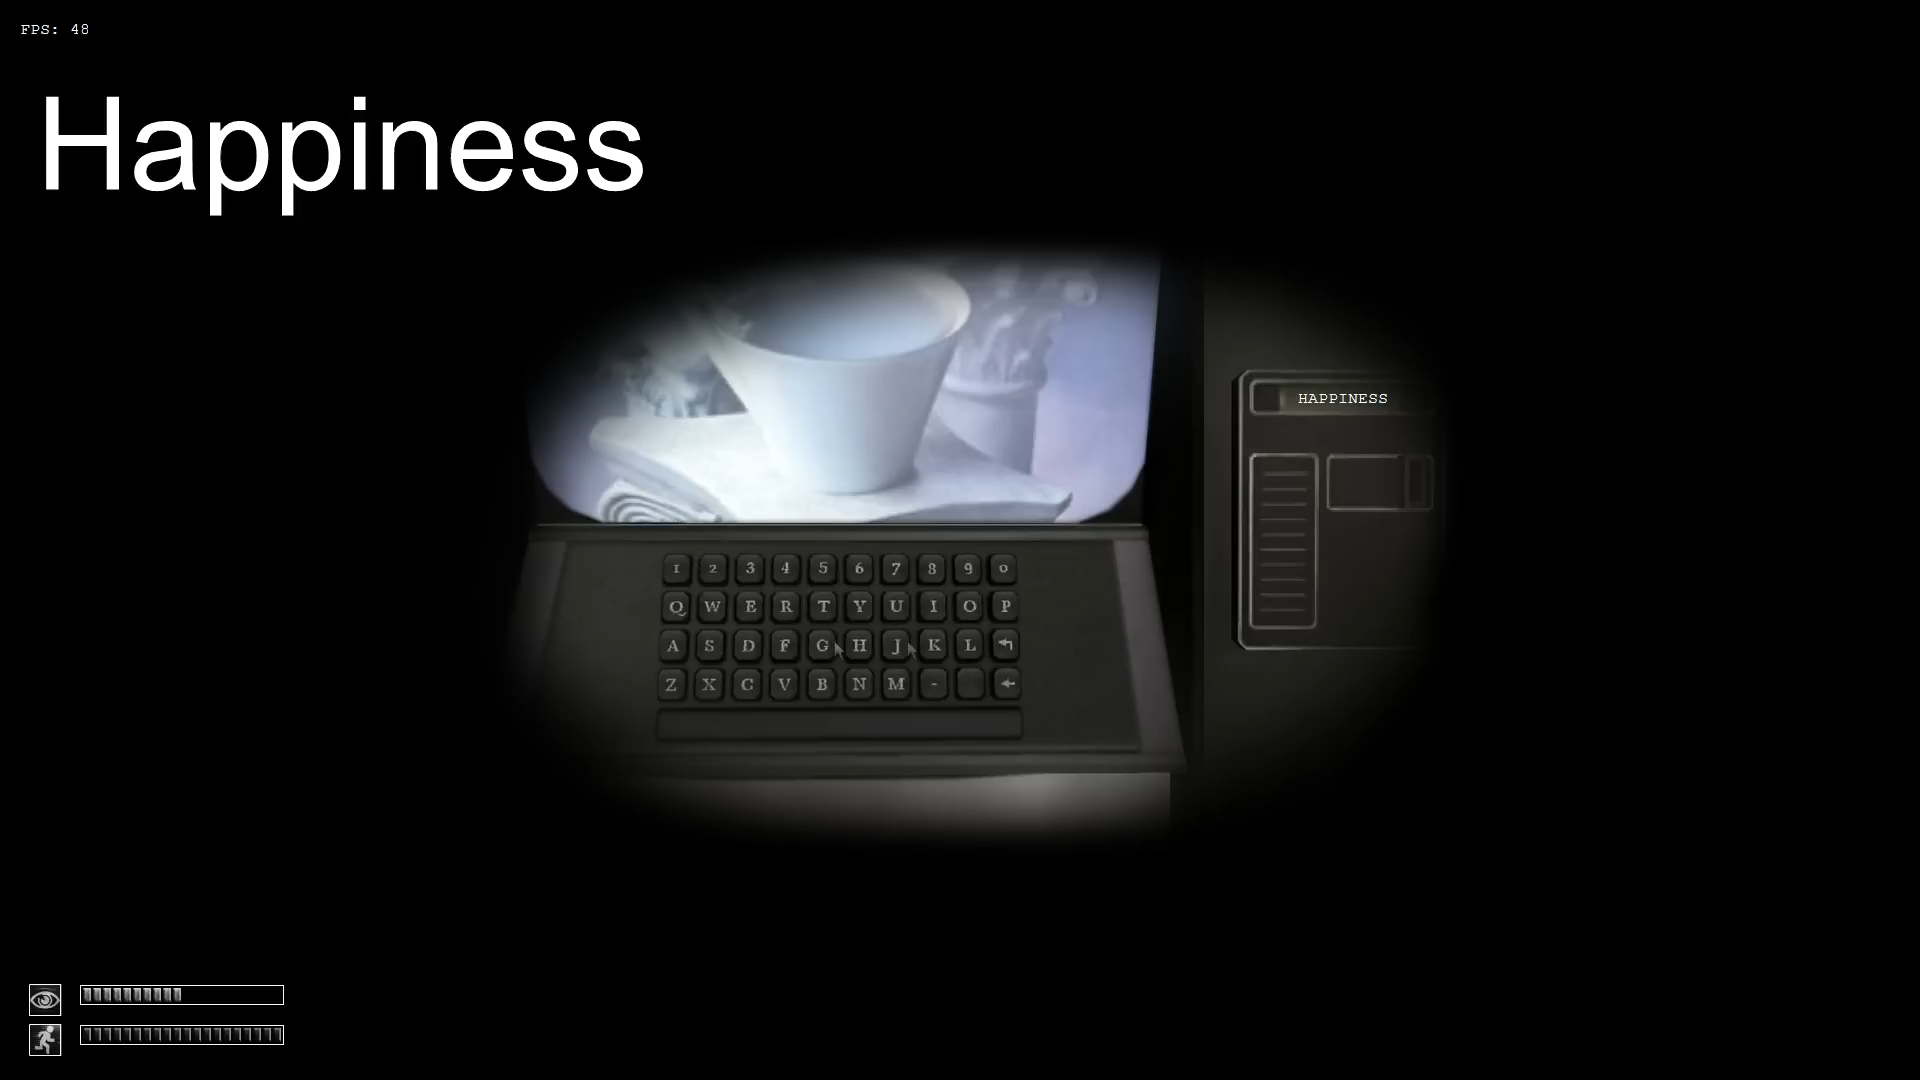 FPS: 48
Happiness
HAPPINESS
1 2 3 4 5 6 7 8 9 0
Q W E R T Y U I O P
A S D F G H J K L
Z X C V B N M -